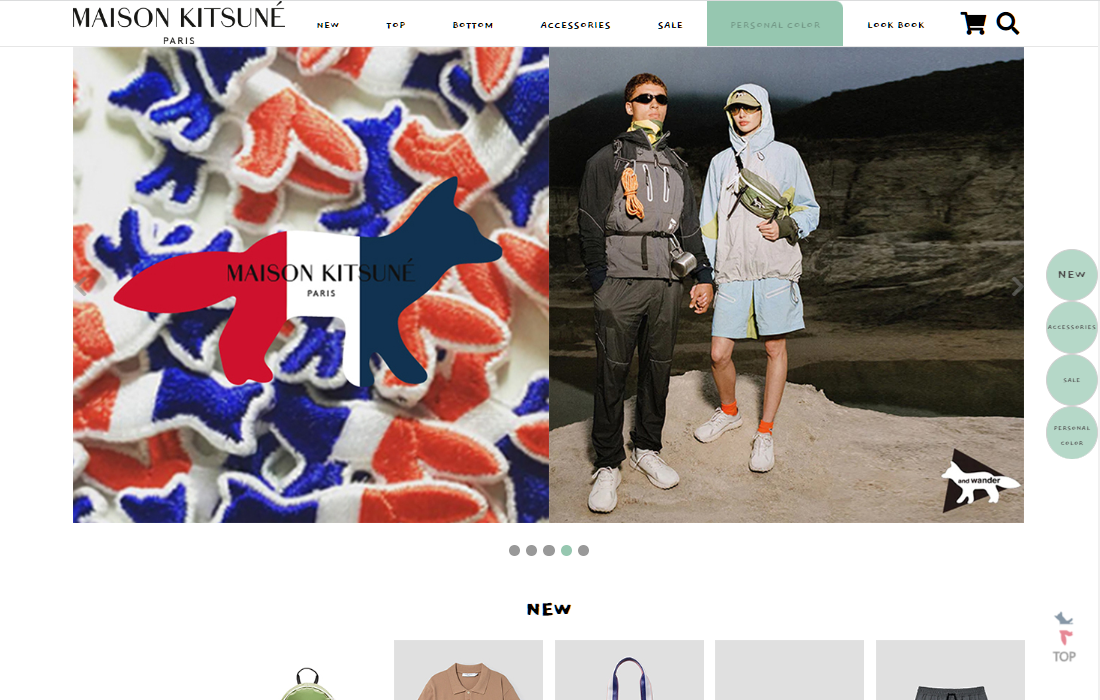 MAISON KITSUNÉ
PARIS
NEW
TOP
BOTTOM
ACCESSORIES
SALE
PERSONAL COLOR
LOOK BOOK
MAISON KITSUNÉ
PARIS
and wander
NEW
ACCESSORIES
SALE
PERSONAL
COLOR
NEW
TOP